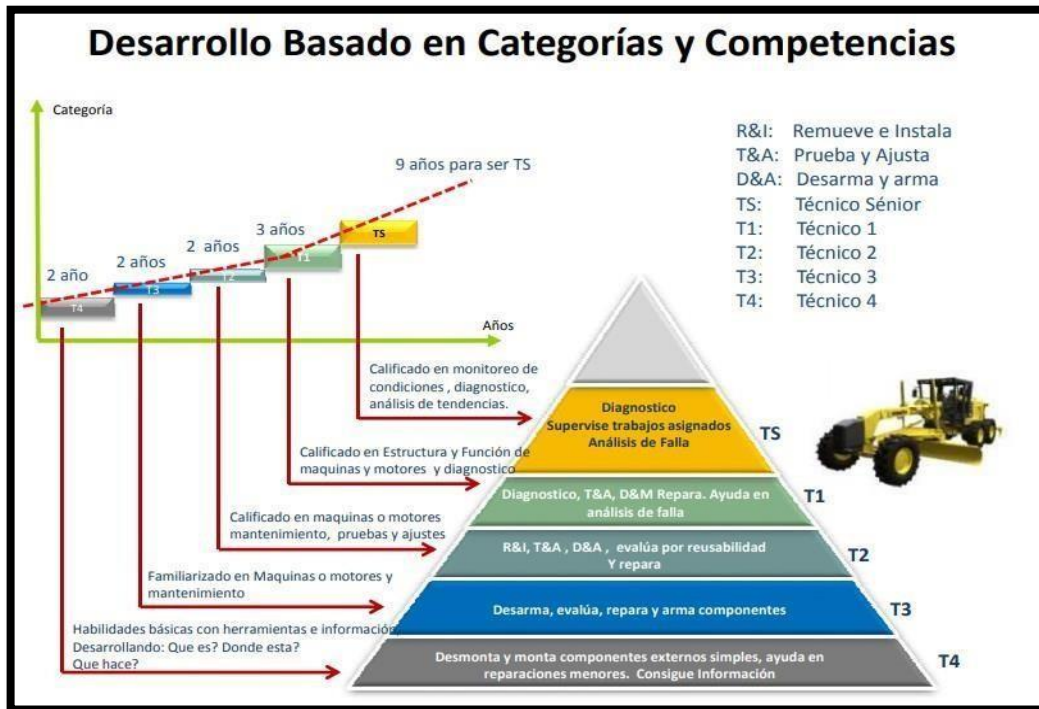 Desarrollo Basado en Categorías y Competencias
Categoría
9 años para ser TS
3 años
2 años
2 años
2 año
TS
T1
T2
T3
T4
Años
R&I: Remueve e Instala
T&A: Prueba y Ajusta
D&A: Desarma y arma
TS: Técnico Sénior
T1: Técnico 1
T2: Técnico 2
T3: Técnico 3
T4: Técnico 4
Calificado en monitoreo de
condiciones , diagnostico,
análisis de tendencias.
Diagnostico
Supervise trabajos asignados
Análisis de Falla
TS
Calificado en Estructura y Función de
maquinas y motores y diagnostico
Diagnostico, T&A, D&M Repara. Ayuda en
análisis de falla
T1
Calificado en maquinas o motores
mantenimiento, pruebas y ajustes
R&I, T&A , D&A , evalúa por reusabilidad
Y repara
T2
Familiarizado en Maquinas o motores y
mantenimiento
Desarma, evalúa, repara y arma componentes
T3
Habilidades básicas con herramientas e información,
Desarrollando: Que es? Donde esta?
Que hace?
Desmonta y monta componentes externos simples, ayuda en
reparaciones menores. Consigue Información
T4